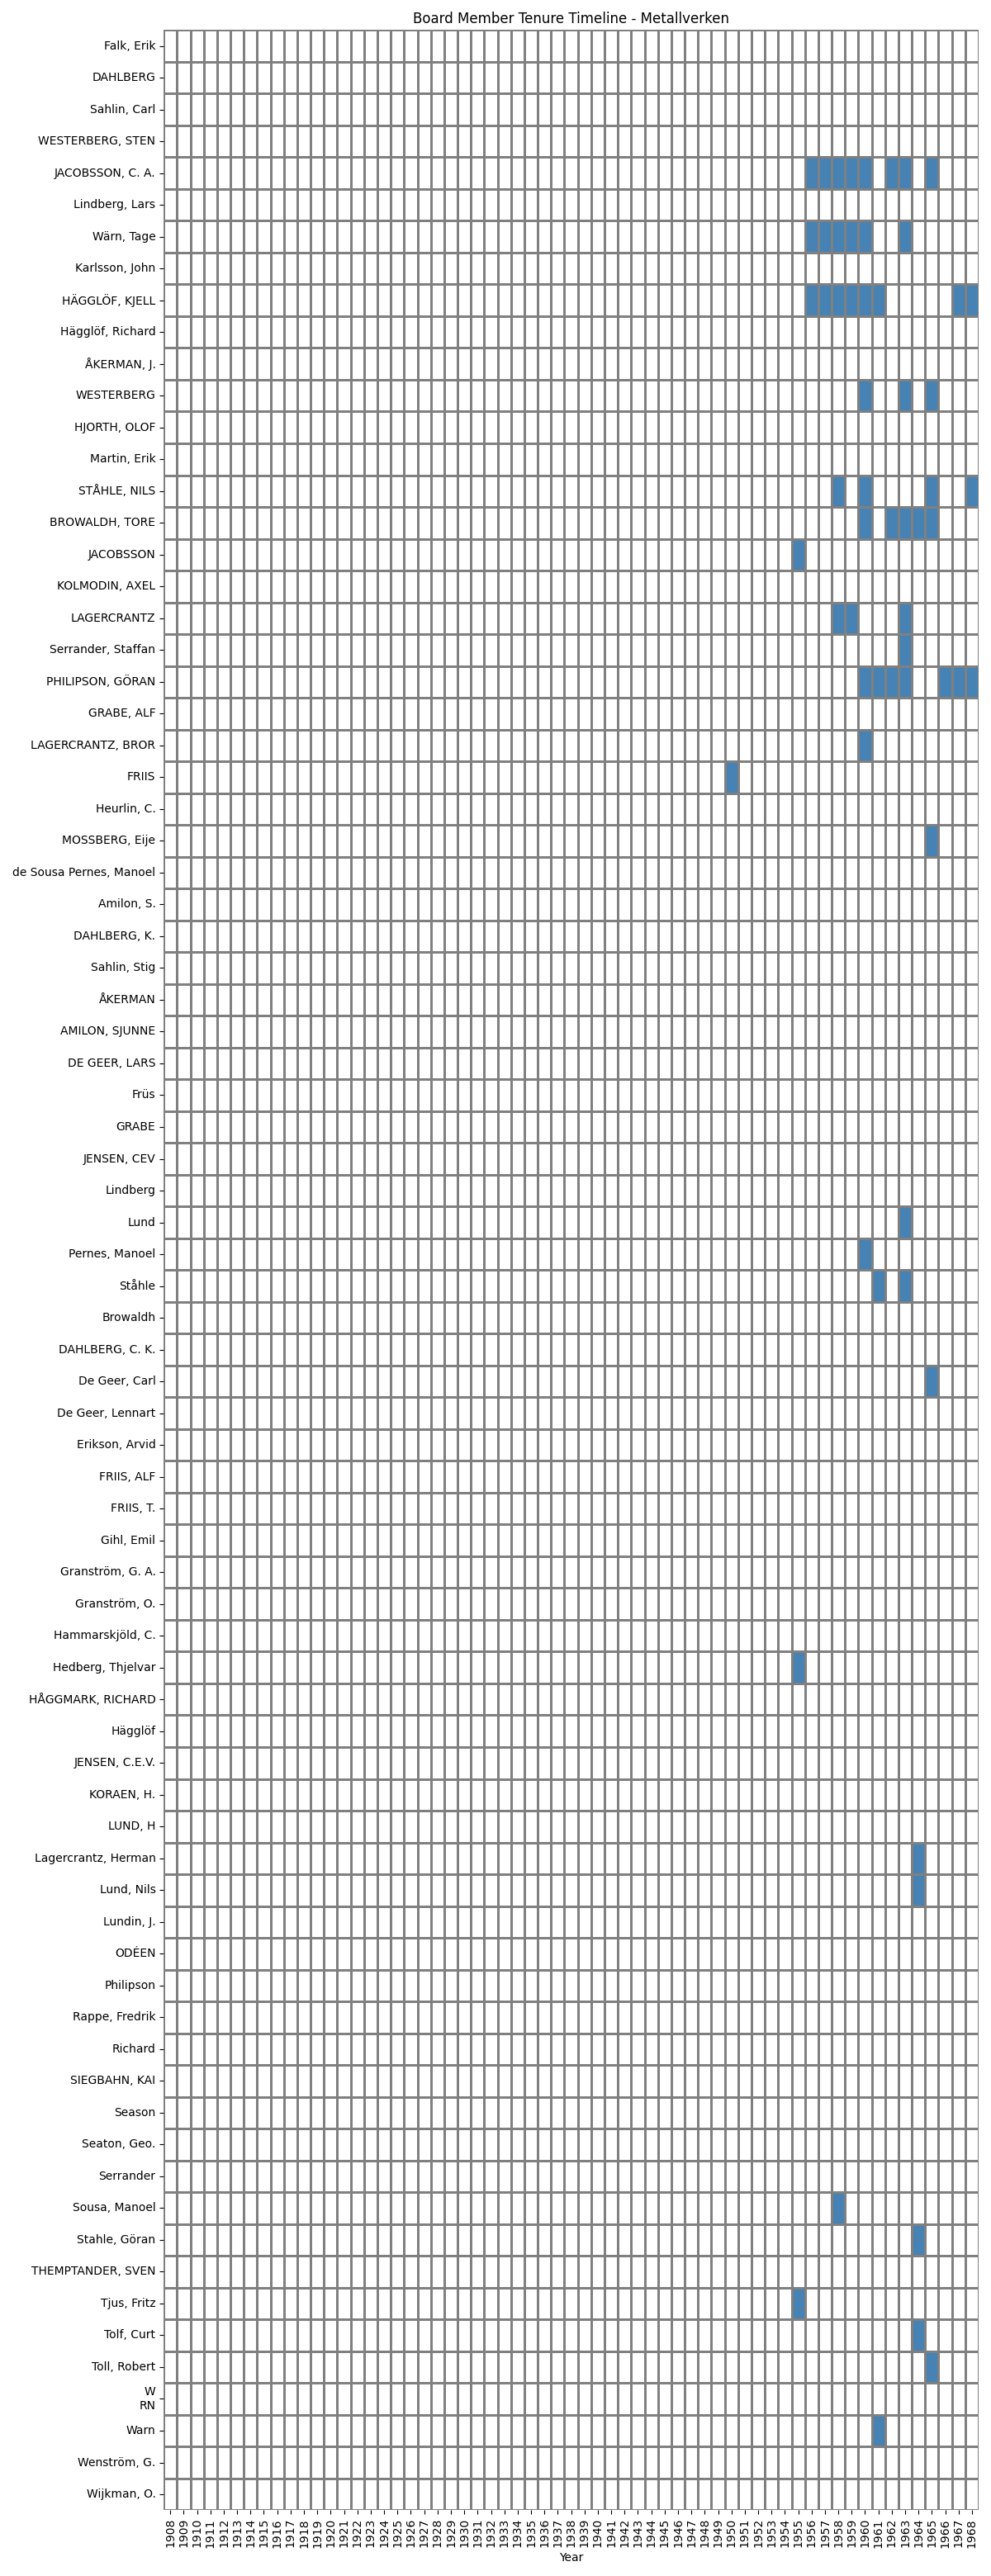 Board Member Tenure Timeline - Metallverken
Falk, Erik
DAHLBERG
Sahlin, Carl
WESTERBERG, STEN
JACOBSSON, C. A.
Lindberg, Lars
Wärn, Tage
Karlsson, John
HÄGGLÖF, KJELL
Hägglöf, Richard
ÅKERMAN, J.
WESTERBERG
HJORTH, OLOF
Martin, Erik
STÅHLE, NILS
BROWALDH, TORE
JACOBSSON
KOLMODIN, AXEL
LAGERCRANTZ
Serrander, Staffan
PHILIPSON, GÖRAN
GRABE, ALF
LAGERCRANTZ, BROR
FRIIS
Heurlin, C.
MOSSBERG, Eije
de Sousa Pernes, Manoel
Amilon, S.
DAHLBERG, K.
Sahlin, Stig
ÅKERMAN
AMILON, SJUNNE
DE GEER, LARS
Früs
GRABE
JENSEN, CEV
Lindberg
Lund
Pernes, Manoel
Ståhle
Browaldh
DAHLBERG, C. K.
De Geer, Carl
De Geer, Lennart
Erikson, Arvid
FRIIS, ALF
FRIIS, T.
Gihl, Emil
Granström, G. A.
Granström, O.
Hammarskjöld, C.
Hedberg, Thjelvar
HÅGGMARK, RICHARD
Hägglöf
JENSEN, C.E.V.
KORAEN, H.
LUND, H
Lagercrantz, Herman
Lund, Nils
Lundin, J.
ODÉEN
Philipson
Rappe, Fredrik
Richard
SIEGBAHN, KAI
Season
Seaton, Geo.
Serrander
Sousa, Manoel
Stahle, Göran
THEMPTANDER, SVEN
Tjus, Fritz
Tolf, Curt
Toll, Robert
W
RN
Warn
Wenström, G.
Wijkman, O.
1908 1909 1910 1911 1912 1913 1914 1915 1916 1917 1918 1919 1920 1921 1922 1923 1924 1925 1926 1927 1928 1929 1930 1931 1932 1933 1934 1935 1936 1937 1938 1939 1940 1941 1942 1943 1944 1945 1946 1947 1948 1949 1950 1951 1952 1953 1954 1955 1956 1957 1958 1959 1960 1961 1962 1963 1964 1965 1966 1967 1968
Year